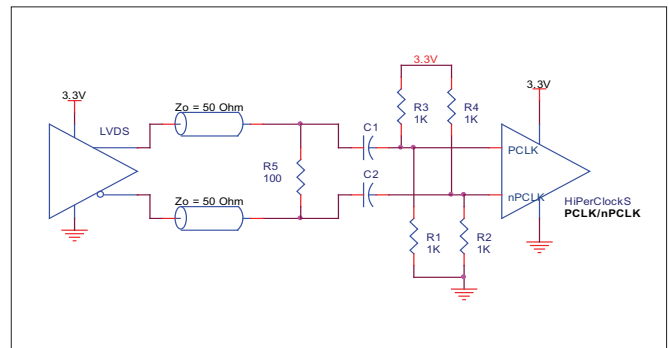 3.3V
LVDS
Zo = 50 Ohm
Zo = 50 Ohm
R5
100
C1
C2
3.3V
R3
1K
R4
1K
R1
1K
R2
1K
3.3V
PCLK
nPCLK
HiPerClockS
PCLK/nPCLK